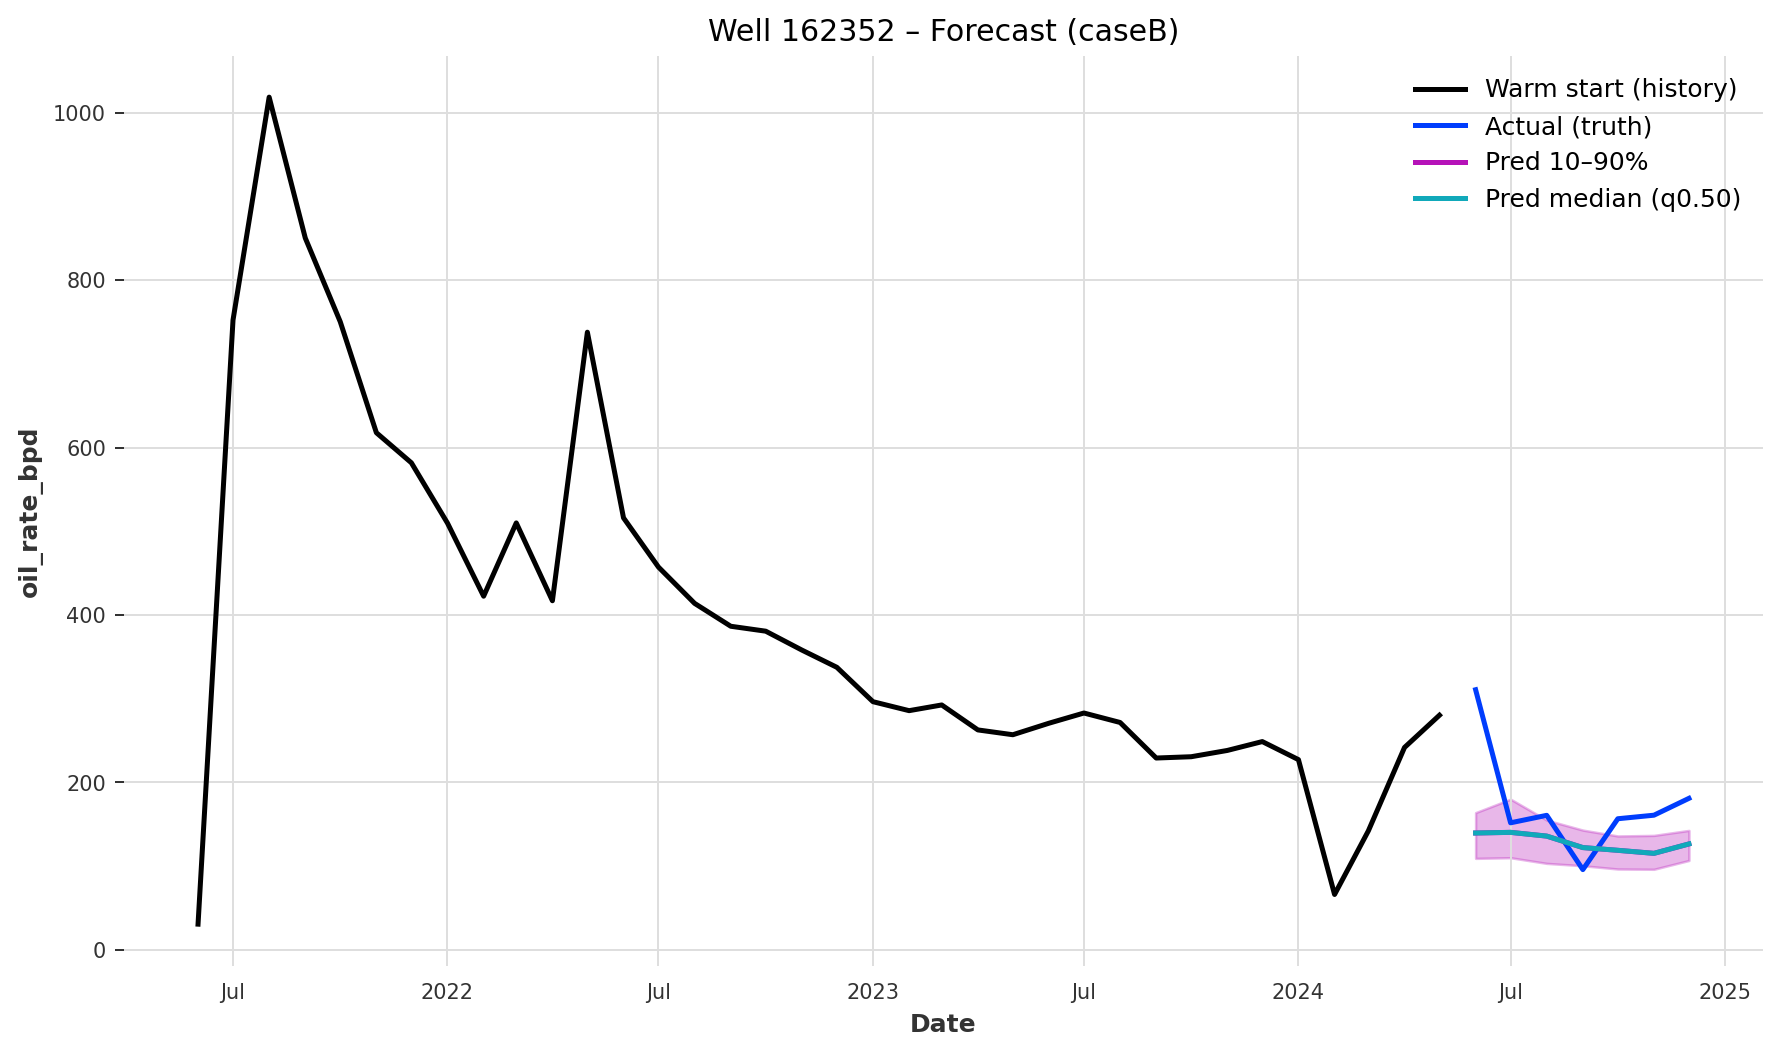 Well 162352 – Forecast (caseB)
Warm start (history)
Actual (truth)
Pred 10–90%
Pred median (q0.50)
oil_rate_bpd
1000
800
600
400
200
0
Jul
2022
Jul
2023
Jul
2024
Jul
2025
Date